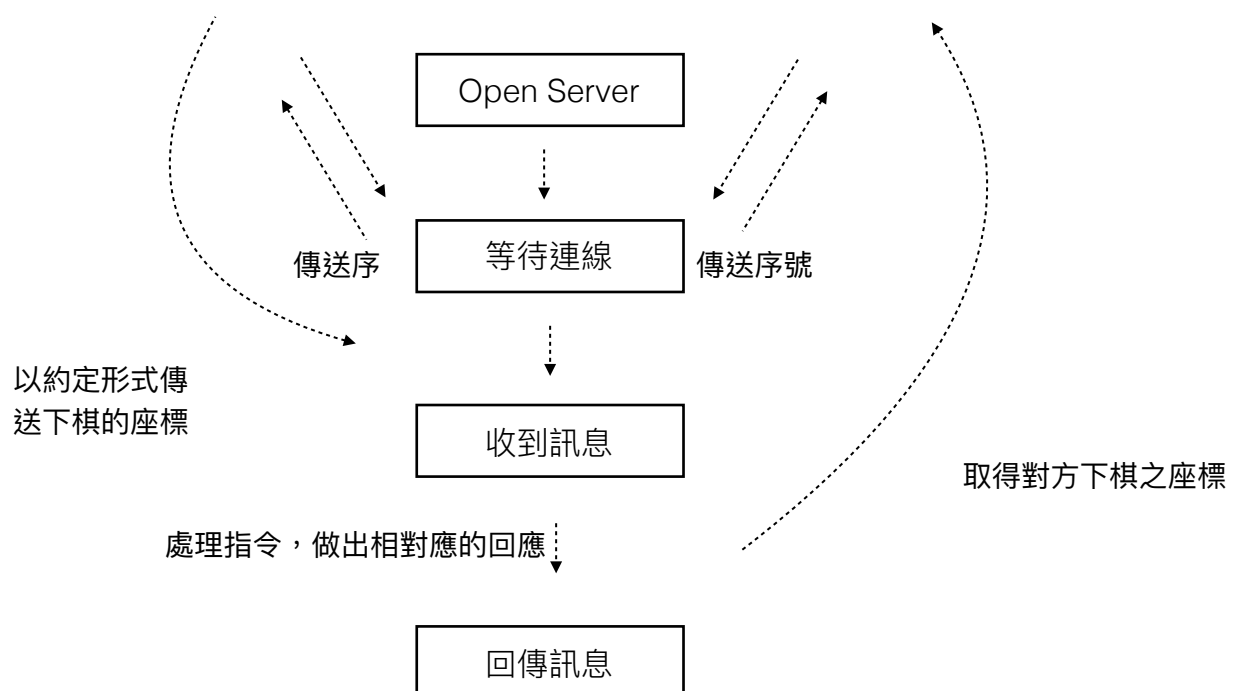 Open Server
等待連線
傳送序
傳送序號
以約定形式傳
送下棋的座標
收到訊息
取得對方下棋之座標
處理指令，做出相對應的回應
回傳訊息